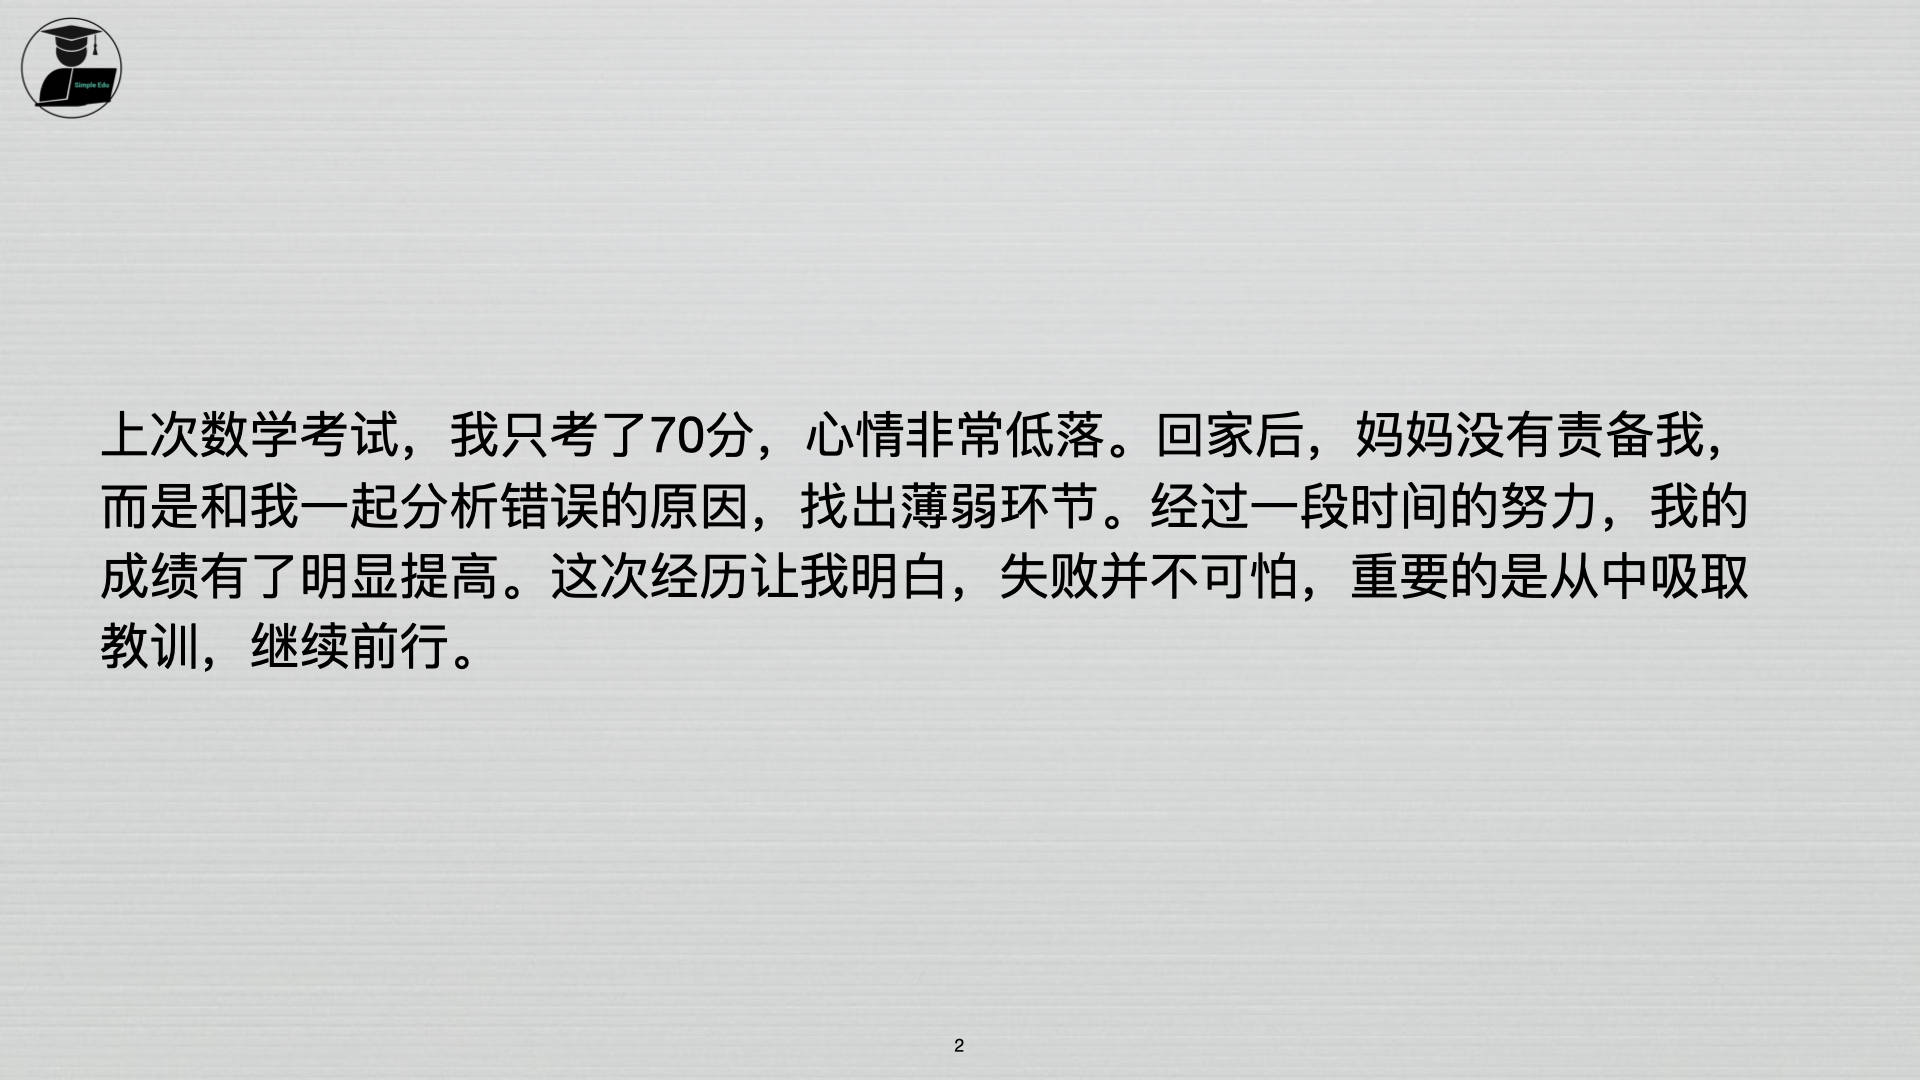 Simple Edu
上次数学考试，我只考了70分，心情非常低落。回家后，妈妈没有责备我，
而是和我一起分析错误的原因，找出薄弱环节。经过一段时间的努力，我的
成绩有了明显提高。这次经历让我明白，失败并不可怕，重要的是从中吸取
教训，继续前行。
2